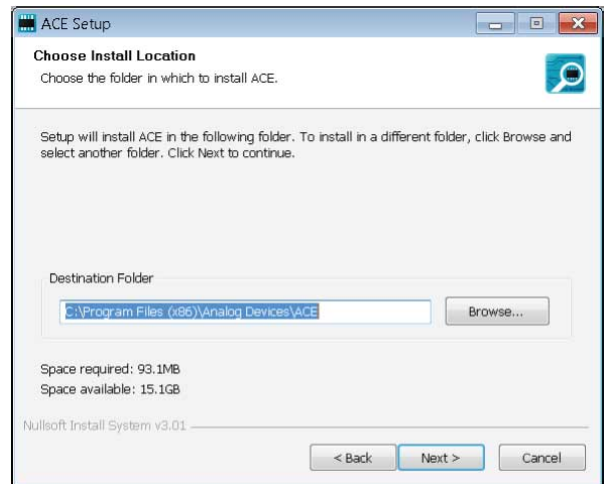 ACE Setup
Choose Install Location
Choose the folder in which to install ACE.
Setup will install ACE in the following folder. To install in a different folder, click Browse and
select another folder. Click Next to continue.
Destination Folder
C:\Program Files (x86)\Analog Devices\ACE
Browse...
Space required: 93.1MB
Space available: 15.1GB
Nullsoft Install System v3.01
< Back
Next >
Cancel